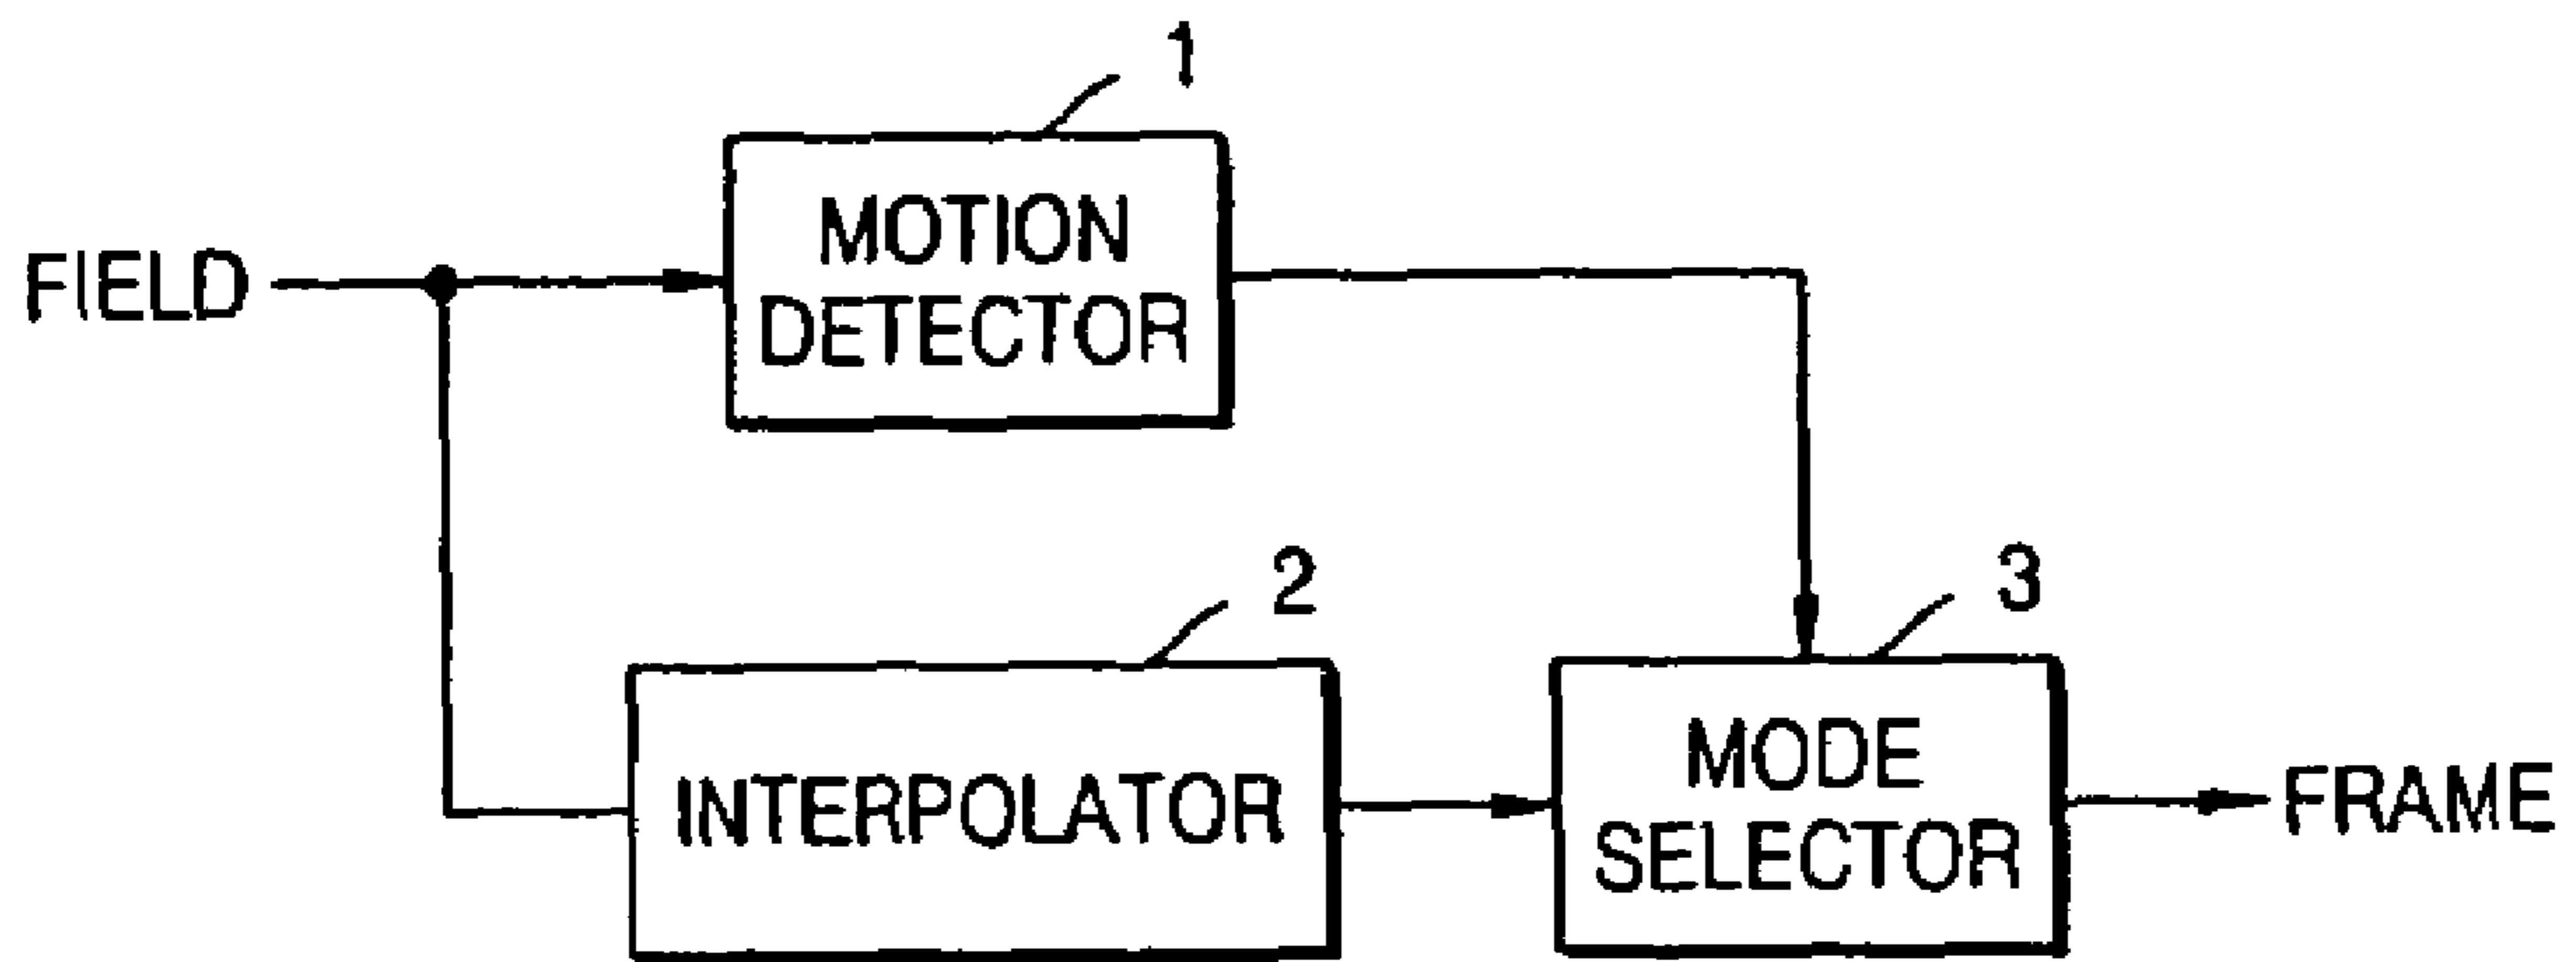 1
FIELD
MOTION
DETECTOR
2
3
INTERPOLATOR
MODE
SELECTOR
FRAME